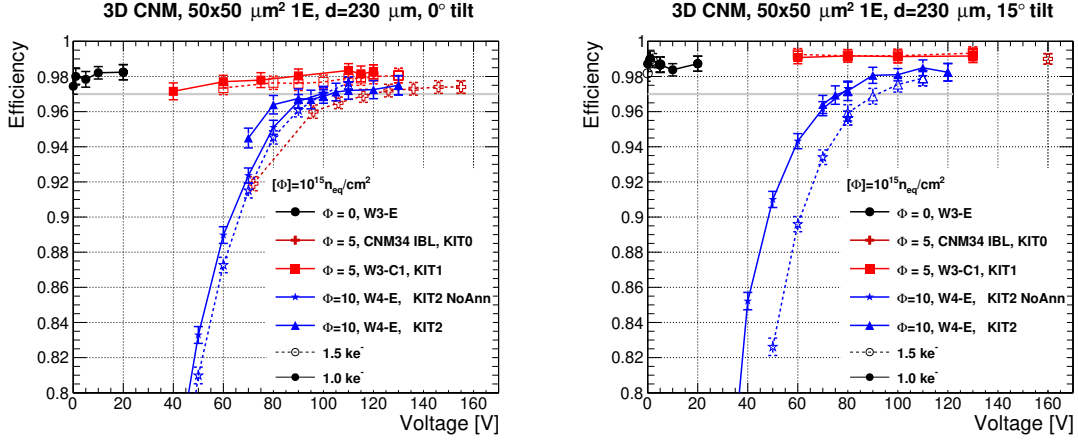 3D CNM, 50x50 μm² 1E, d=230 μm, 0° tilt
Efficiency
1
0.98
0.96
0.94
0.92
0.9
0.88
0.86
0.84
0.82
0.8
[Φ]=10¹⁵n_eq/cm²
Φ = 0, W3-E
Φ = 5, CNM34 IBL, KIT0
Φ = 5, W3-C1, KIT1
Φ=10, W4-E, KIT2 NoAnn
Φ=10, W4-E, KIT2
1.5 ke⁻
1.0 ke⁻
0 20 40 60 80 100 120 140 160
Voltage [V]
3D CNM, 50x50 μm² 1E, d=230 μm, 15° tilt
Efficiency
1
0.98
0.96
0.94
0.92
0.9
0.88
0.86
0.84
0.82
0.8
[Φ]=10¹⁵n_eq/cm²
Φ = 0, W3-E
Φ = 5, CNM34 IBL, KIT0
Φ = 5, W3-C1, KIT1
Φ=10, W4-E, KIT2 NoAnn
Φ=10, W4-E, KIT2
1.5 ke⁻
1.0 ke⁻
0 20 40 60 80 100 120 140 160
Voltage [V]